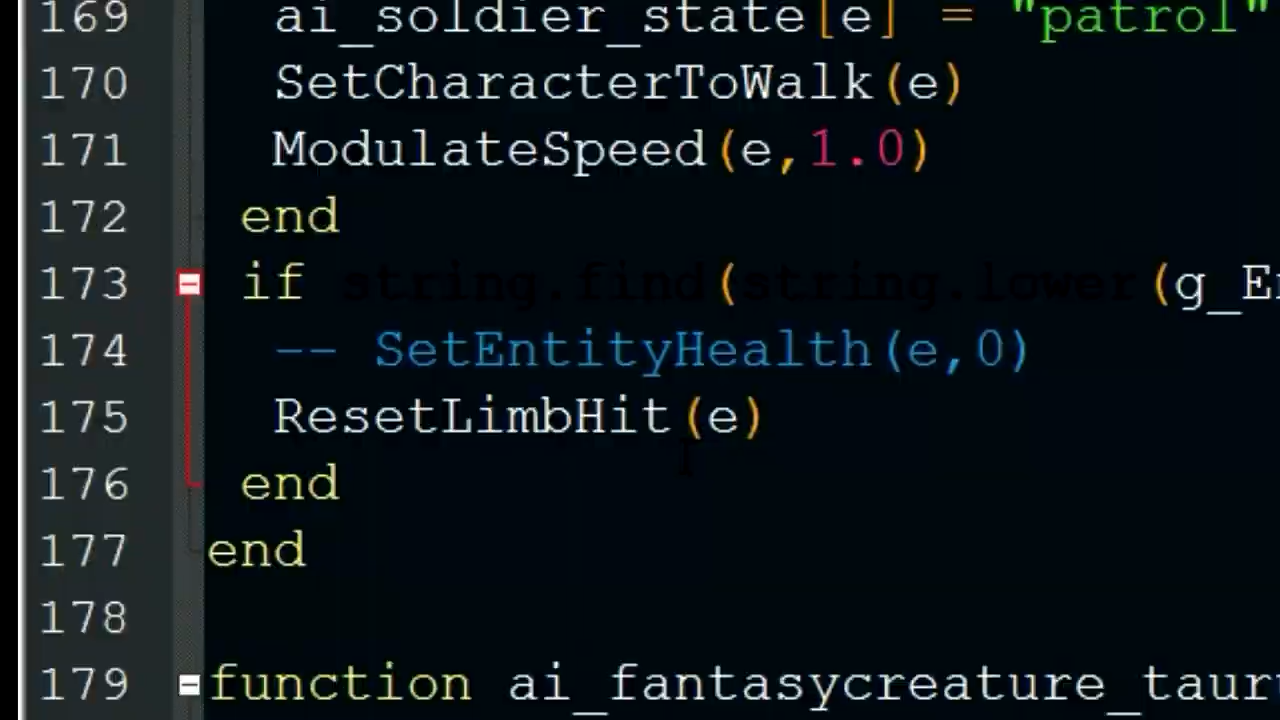 169 ai_soldier_state[e] = "patrol"
170 SetCharacterToWalk(e)
171 ModulateSpeed(e,1.0)
172 end
173 if string.find(string.lower(g_E
174 -- SetEntityHealth(e,0)
175 ResetLimbHit(e)
176 end
177 end
178
179 function ai_fantasycreature_taur